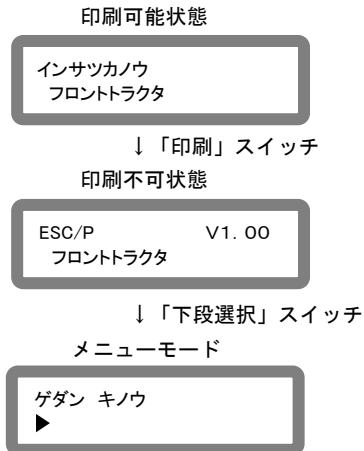 印刷可能状態
インサツカノウ
フロントトラクタ
↓「印刷」スイッチ
印刷不可状態
ESC/P V1.00
フロントトラクタ
↓「下段選択」スイッチ
メニューモード
ゲダン キノウ
▶